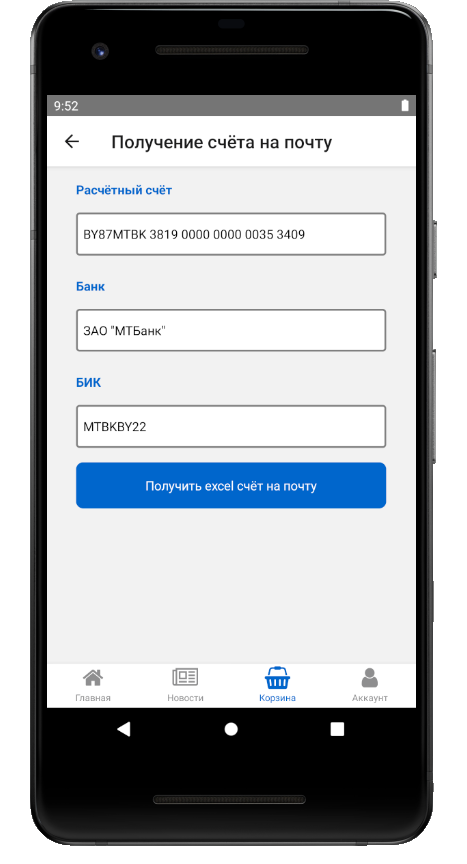 9:52
Получение счёта на почту
Расчётный счёт
BY87MTBK 3819 0000 0000 0035 3409
Банк
ЗАО "МТБанк"
БИК
MTBKBY22
Получить excel счёт на почту
Главная
Новости
Корзина
Аккаунт